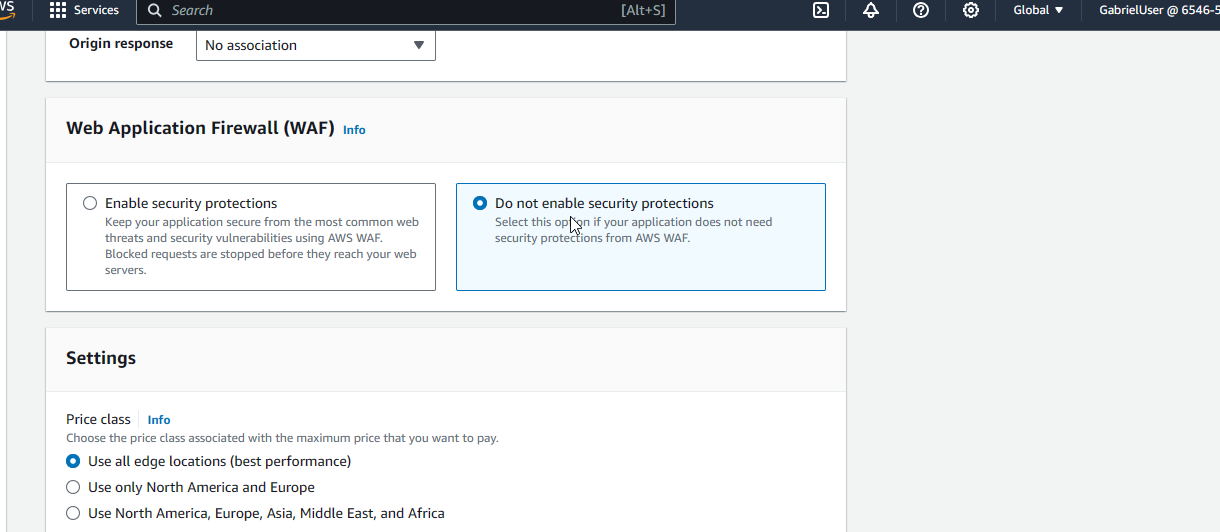 Services Search [Alt+S] Global GabrielUser @ 6546-5
Origin response No association
Web Application Firewall (WAF) Info
Enable security protections
Keep your application secure from the most common web
threats and security vulnerabilities using AWS WAF.
Blocked requests are stopped before they reach your web
servers.
Do not enable security protections
Select this option if your application does not need
security protections from AWS WAF.
Settings
Price class Info
Choose the price class associated with the maximum price that you want to pay.
Use all edge locations (best performance)
Use only North America and Europe
Use North America, Europe, Asia, Middle East, and Africa